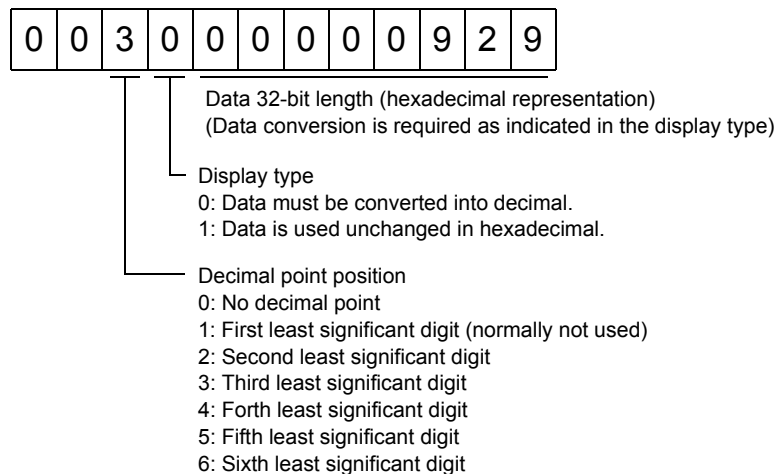 0 0 3 0 0 0 0 0 0 9 2 9
Data 32-bit length (hexadecimal representation)
(Data conversion is required as indicated in the display type)
Display type
0: Data must be converted into decimal.
1: Data is used unchanged in hexadecimal.
Decimal point position
0: No decimal point
1: First least significant digit (normally not used)
2: Second least significant digit
3: Third least significant digit
4: Forth least significant digit
5: Fifth least significant digit
6: Sixth least significant digit